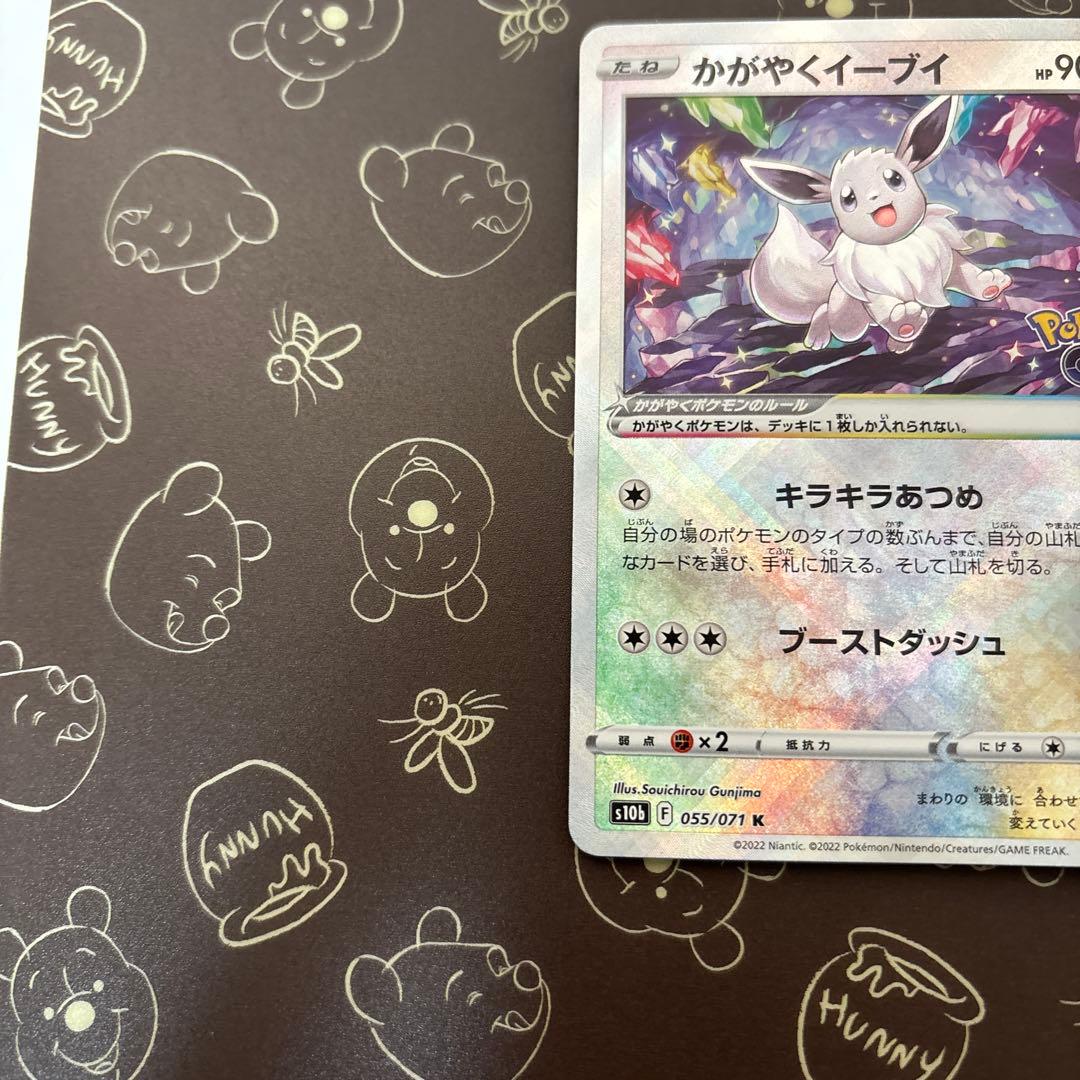 たね かがやくイーブイ HP 90
かがやくポケモンのルール
かがやくポケモンは、デッキに1枚しか入れられない。
キラキラあつめ
自分の場のポケモンのタイプの数ぶんまで、自分の山札
なカードを選び、手札に加える。そして山札を切る。
ブーストダッシュ
弱点 ×2 抵抗力 にげる
Illus. Souichirou Gunjima
まわりの 環境に 合わせ
s10b F 055/071 K
変えていく
©2022 Niantic. ©2022 Pokémon/Nintendo/Creatures/GAME FREAK.
HUNNY
HUNNY
HUNNY
HUNNY